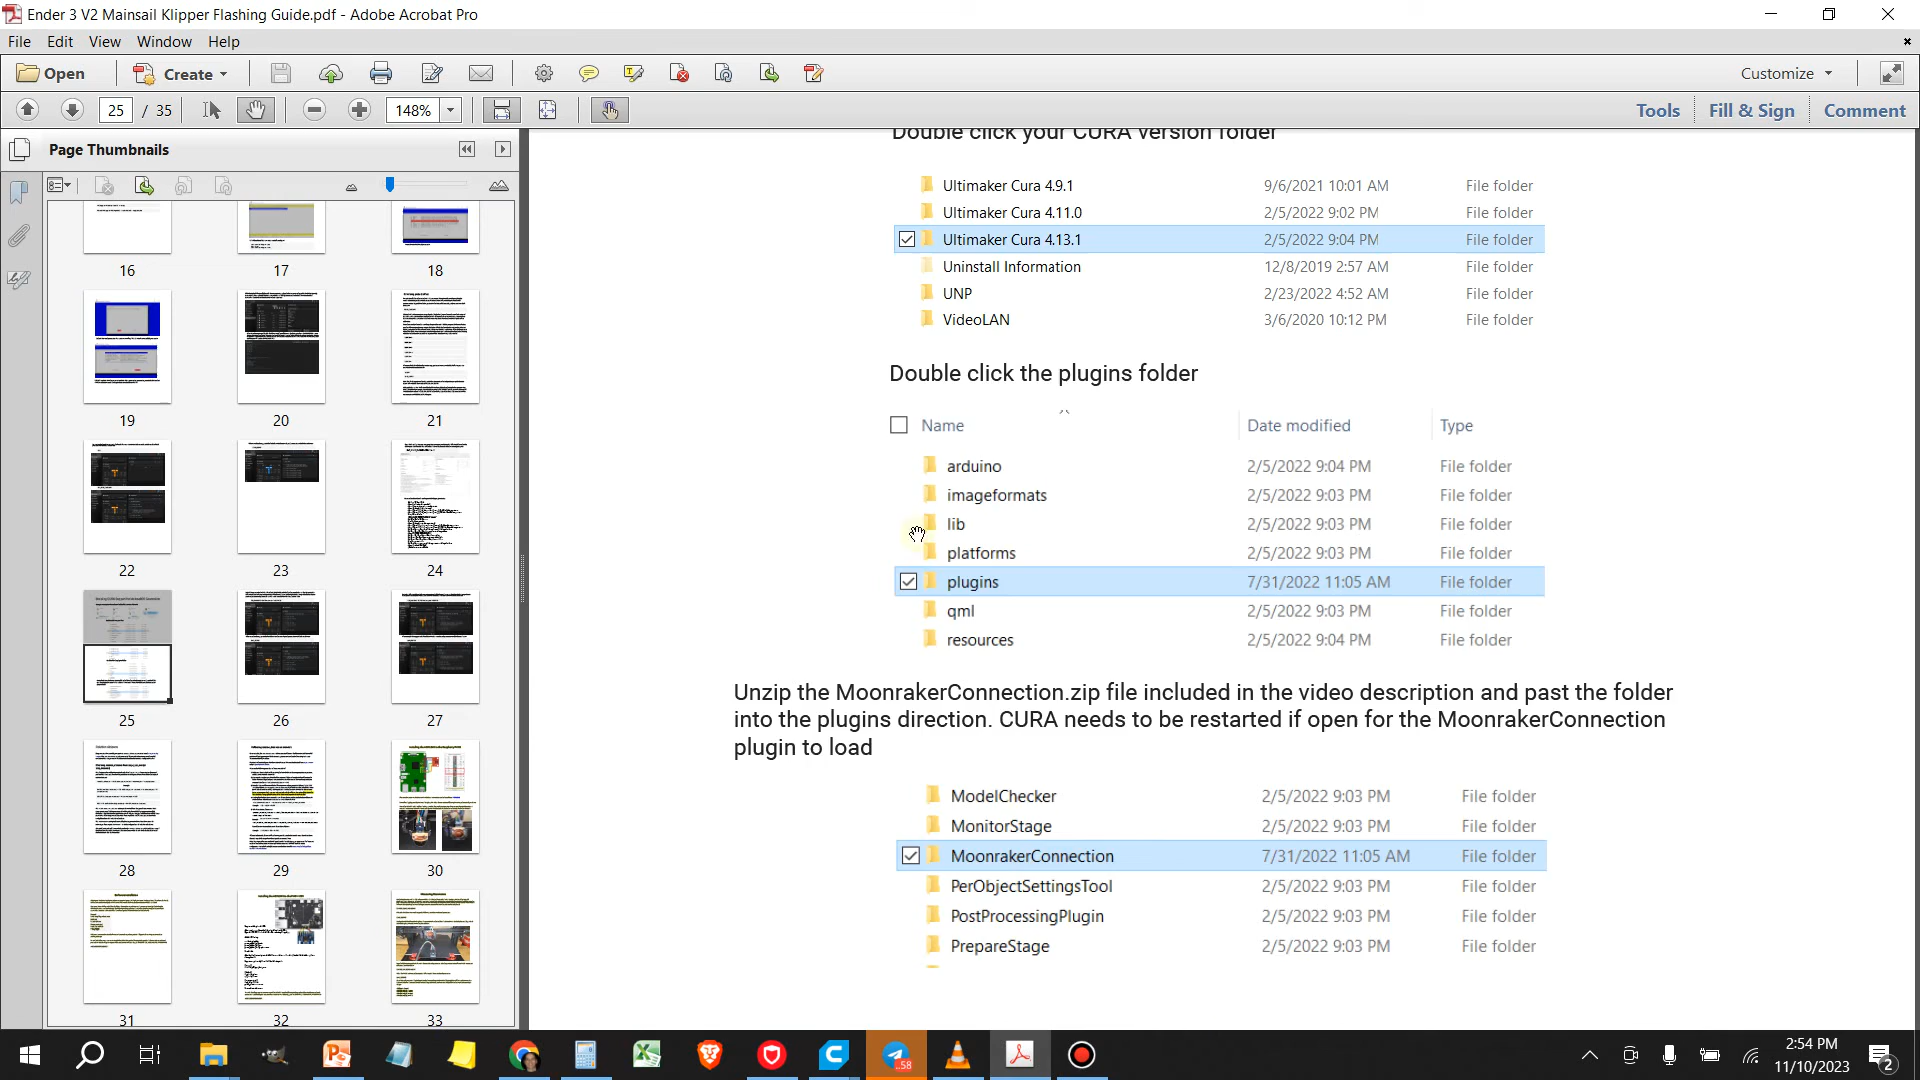 Ender 3 V2 Mainsail Klipper Flashing Guide.pdf - Adobe Acrobat Pro
File Edit View Window Help
Open Create Customize
25 / 35 148% Tools Fill & Sign Comment
Page Thumbnails
16 17 18
19 20 21
22 23 24
25 26 27
28 29 30
31 32 33
Double click your CURA version folder
Ultimaker Cura 4.9.1 9/6/2021 10:01 AM File folder
Ultimaker Cura 4.11.0 2/5/2022 9:02 PM File folder
Ultimaker Cura 4.13.1 2/5/2022 9:04 PM File folder
Uninstall Information 12/8/2019 2:57 AM File folder
UNP 2/23/2022 4:52 AM File folder
VideoLAN 3/6/2020 10:12 PM File folder
Double click the plugins folder
Name Date modified Type
arduino 2/5/2022 9:04 PM File folder
imageformats 2/5/2022 9:03 PM File folder
lib 2/5/2022 9:03 PM File folder
platforms 2/5/2022 9:03 PM File folder
plugins 7/31/2022 11:05 AM File folder
qml 2/5/2022 9:03 PM File folder
resources 2/5/2022 9:04 PM File folder
Unzip the MoonrakerConnection.zip file included in the video description and past the folder
into the plugins direction. CURA needs to be restarted if open for the MoonrakerConnection
plugin to load
ModelChecker 2/5/2022 9:03 PM File folder
MonitorStage 2/5/2022 9:03 PM File folder
MoonrakerConnection 7/31/2022 11:05 AM File folder
PerObjectSettingsTool 2/5/2022 9:03 PM File folder
PostProcessingPlugin 2/5/2022 9:03 PM File folder
PrepareStage 2/5/2022 9:03 PM File folder
58
2:54 PM
11/10/2023
2